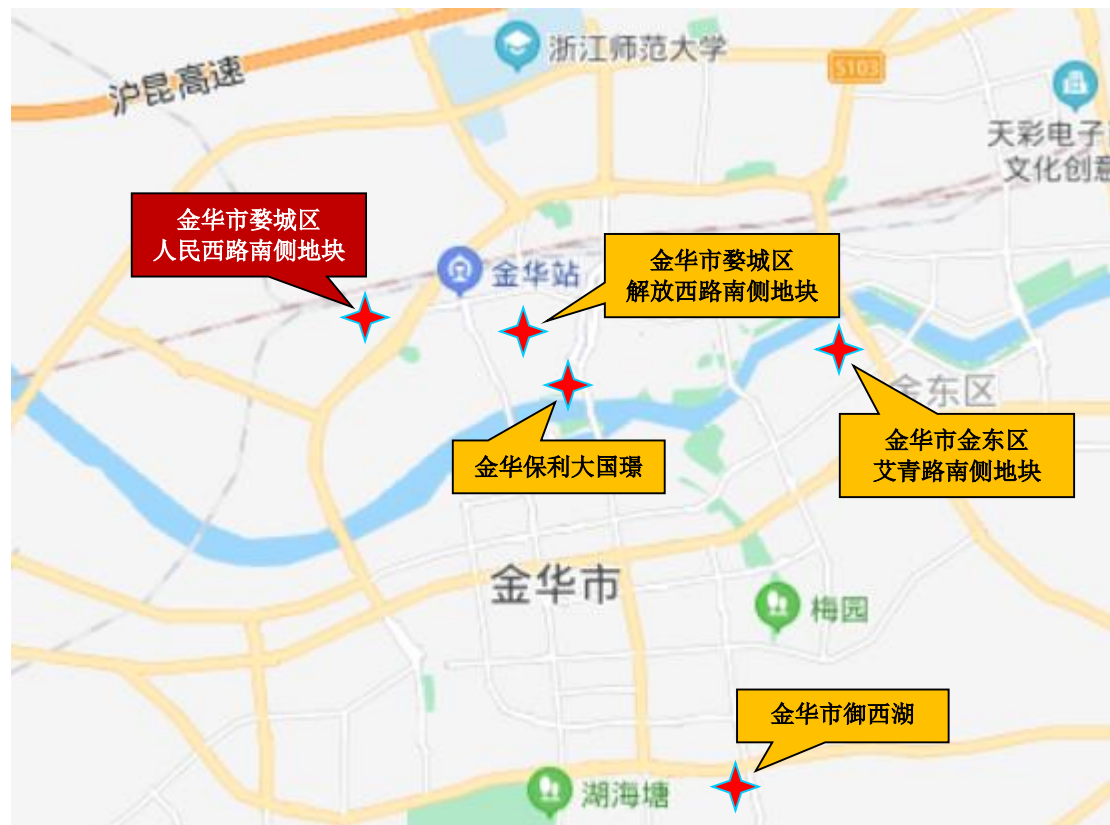 浙江师范大学
沪昆高速
S103
天彩电子
文化创意
金华市婺城区
人民西路南侧地块
金华市婺城区
解放西路南侧地块
金华站
金东区
金华保利大国璟
金华市金东区
艾青路南侧地块
金华市
梅园
金华市御西湖
湖海塘